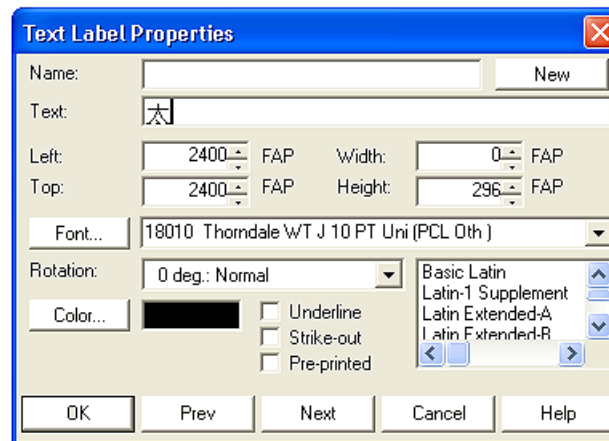 Text Label Properties
Name:
New
Text:
太
Left:
2400
FAP
Width:
0
FAP
Top:
2400
FAP
Height:
296
FAP
Font...
18010 Thorndale WT J 10 PT Uni (PCL Oth )
Rotation:
0 deg.: Normal
Basic Latin
Latin-1 Supplement
Latin Extended-A
Latin Extended-B
Color...
Underline
Strike-out
Pre-printed
OK
Prev
Next
Cancel
Help